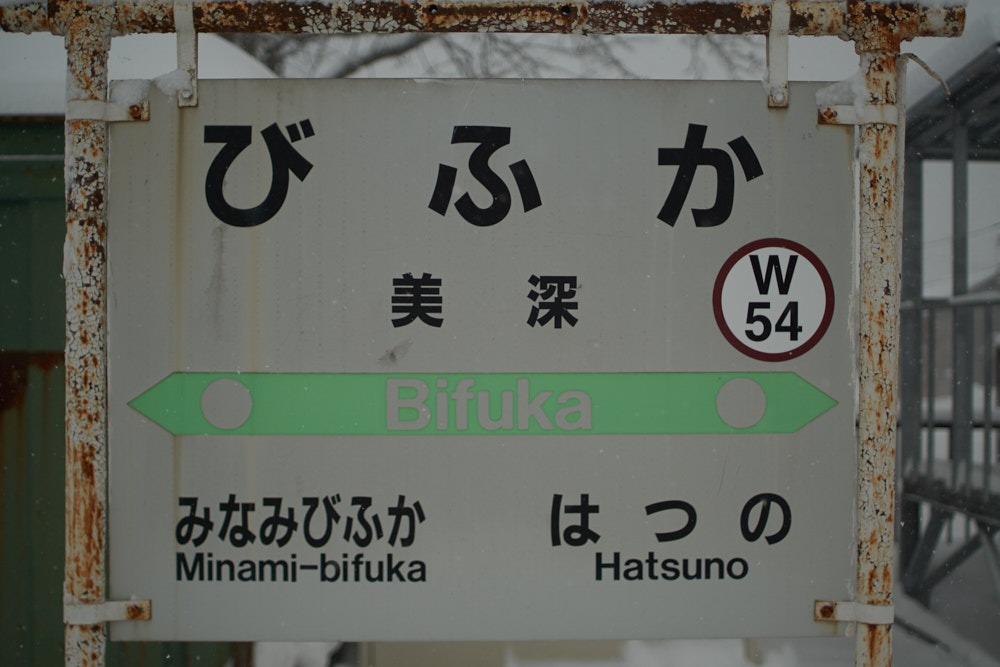 びふか
美深
W
54
Bifuka
みなみびふか
Minami-bifuka
はつの
Hatsuno